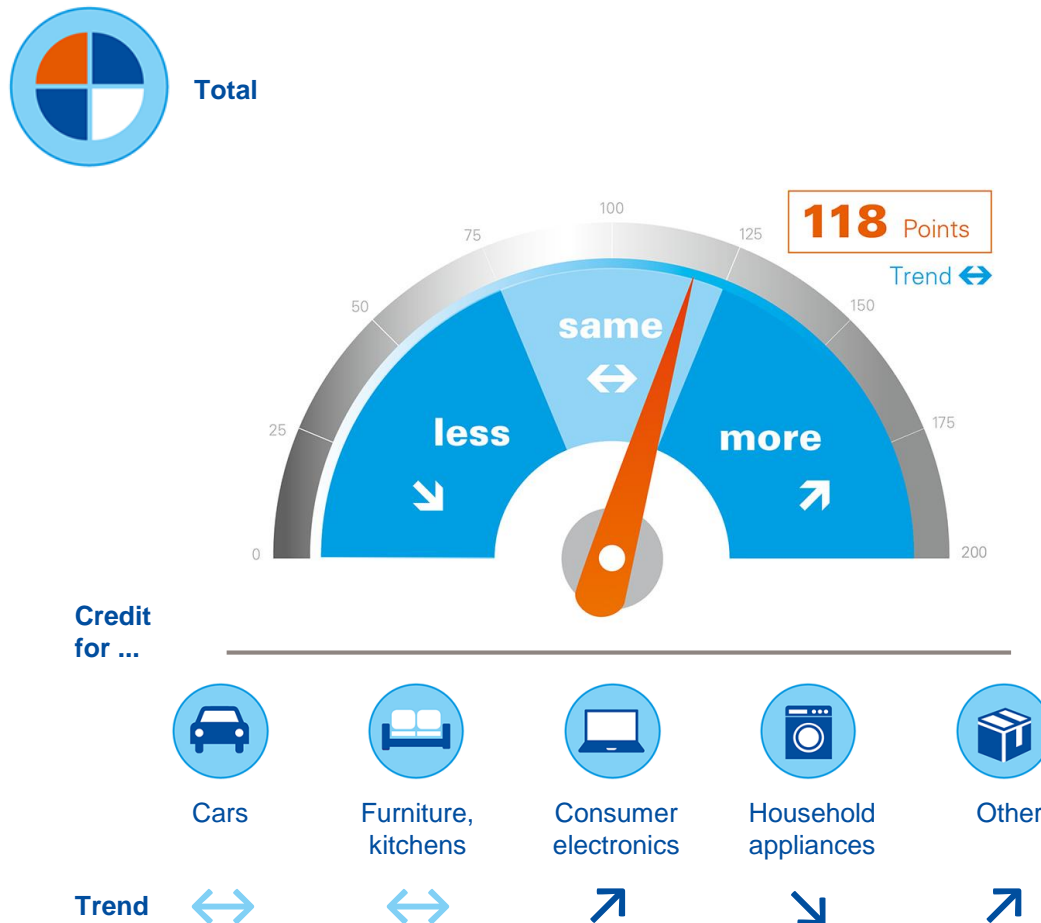 Total
118 Points
Trend
0
25
50
75
100
125
150
175
200
less
same
more
Credit
for ...
Cars
Furniture,
kitchens
Consumer
electronics
Household
appliances
Other
Trend